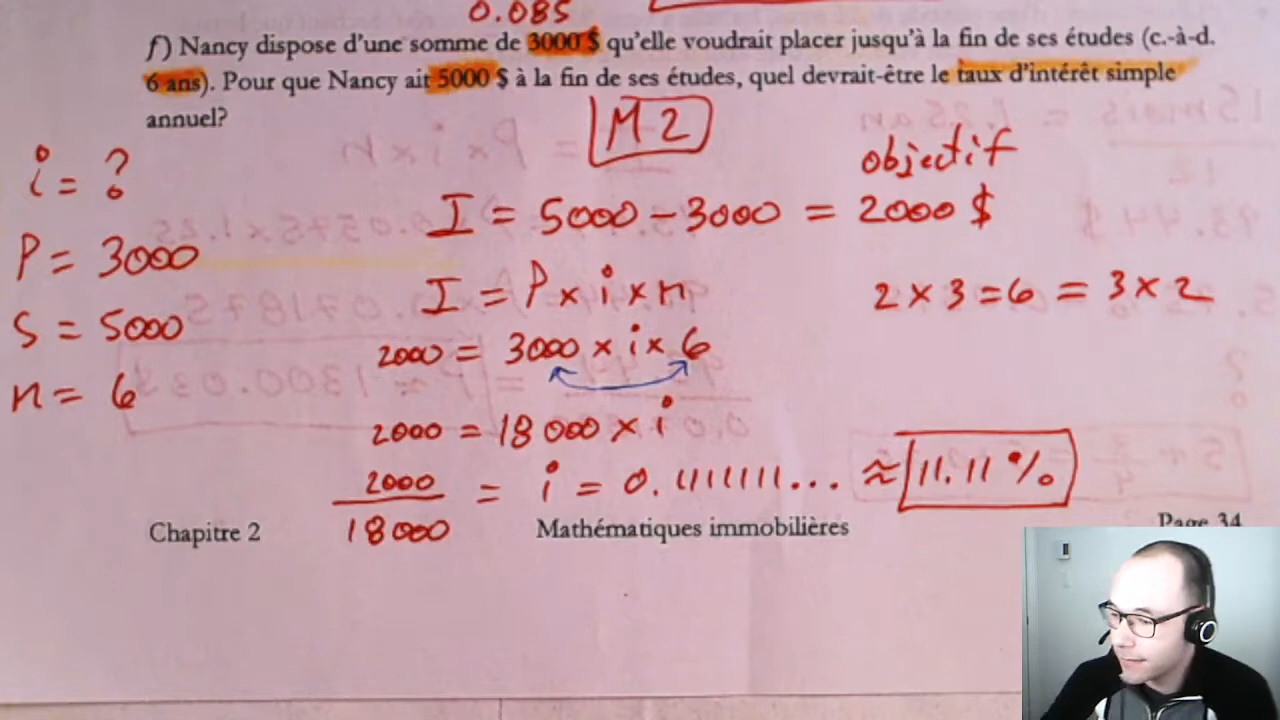 0.085
f) Nancy dispose d'une somme de 3000 $ qu'elle voudrait placer jusqu'à la fin de ses études (c.-à-d.
6 ans). Pour que Nancy ait 5000 $ à la fin de ses études, quel devrait-être le taux d'intérêt simple
annuel?
M2
objectif
i = ?
I = 5000 - 3000 = 2000 $
P = 3000
I = P x i x n
2 x 3 = 6 = 3 x 2
S = 5000
2000 = 3000 x i x 6
n = 6
2000 = 18 000 x i
2000
18 000
= i = 0.11111111... ≈ 11.11 %
Chapitre 2
Mathématiques immobilières
Page 34